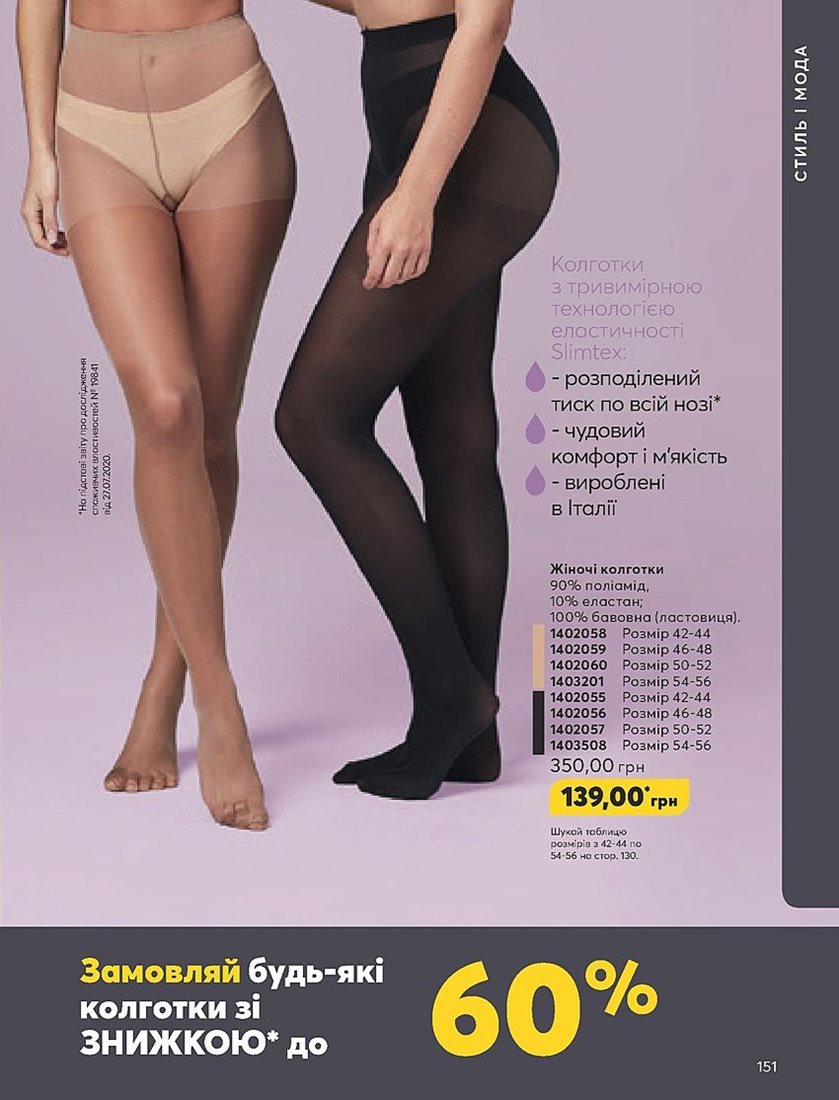 СТИЛЬ І МОДА
Колготки
з тривимірною
технологією
еластичності
Slimtex:
- розподілений
тиск по всій нозі*
- чудовий
комфорт і м'якість
- вироблені
в Італії
*На підставі звіту про дослідження
споживчих властивостей № 19841
від 27.07.2020.
Жіночі колготки
90% поліамід,
10% еластан;
100% бавовна (ластовиця).
1402058 Розмір 42-44
1402059 Розмір 46-48
1402060 Розмір 50-52
1403201 Розмір 54-56
1402055 Розмір 42-44
1402056 Розмір 46-48
1402057 Розмір 50-52
1403508 Розмір 54-56
350,00 грн
139,00* грн
Шукай таблицю
розмірів з 42-44 по
54-56 на стор. 130.
Замовляй будь-які
колготки зі
ЗНИЖКОЮ* до
60%
151